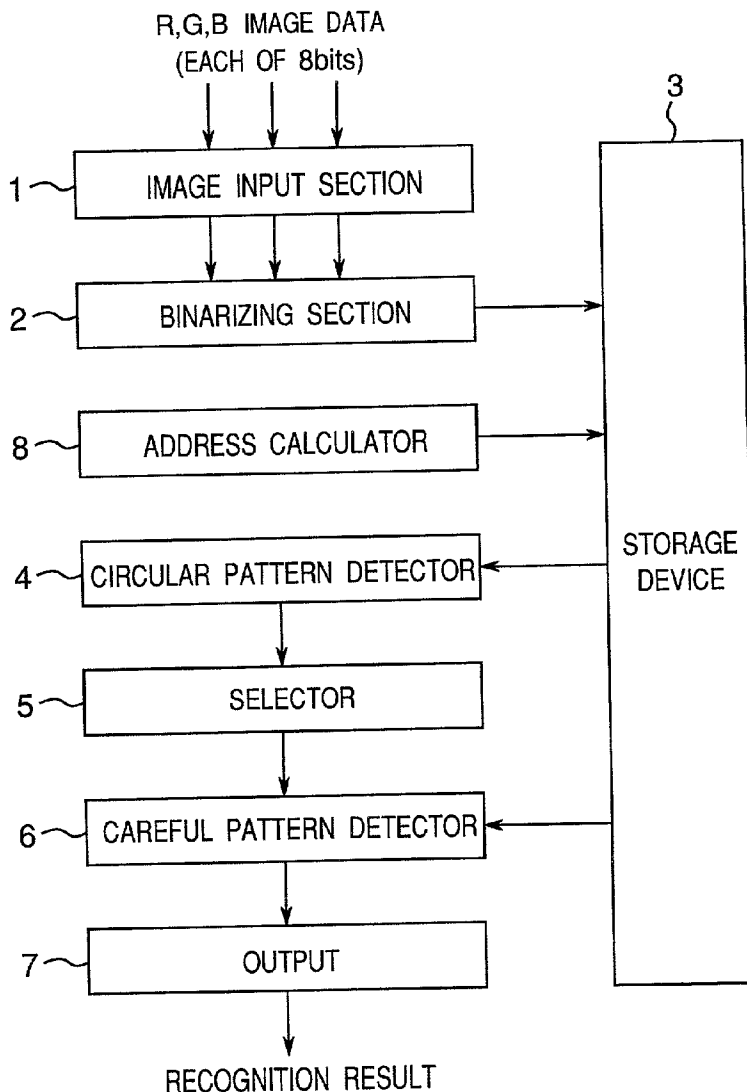 R,G,B IMAGE DATA
(EACH OF 8bits)
3
1
IMAGE INPUT SECTION
2
BINARIZING SECTION
8
ADDRESS CALCULATOR
STORAGE
DEVICE
4
CIRCULAR PATTERN DETECTOR
5
SELECTOR
6
CAREFUL PATTERN DETECTOR
7
OUTPUT
RECOGNITION RESULT